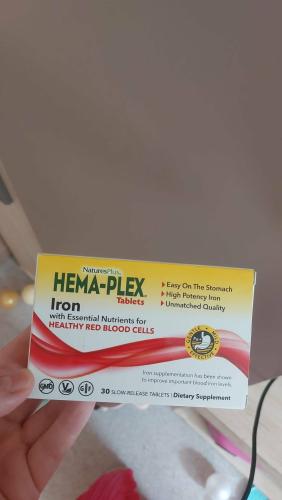 NaturesPlus
HEMA-PLEX
Tablets
Iron
with Essential Nutrients for
HEALTHY RED BLOOD CELLS
Easy On The Stomach
High Potency Iron
Unmatched Quality
Iron supplementation has been shown
to improve important blood iron levels.
GMO
30 SLOW-RELEASE TABLETS | Dietary Supplement